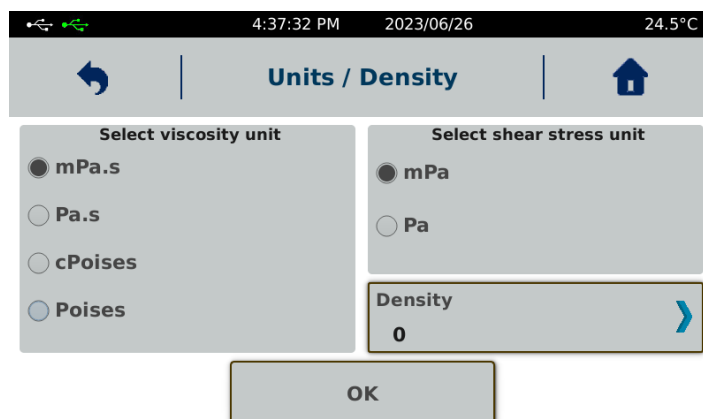 4:37:32 PM 2023/06/26 24.5°C
Units / Density
Select viscosity unit
mPa.s
Pa.s
cPoises
Poises
Select shear stress unit
mPa
Pa
Density
0
OK